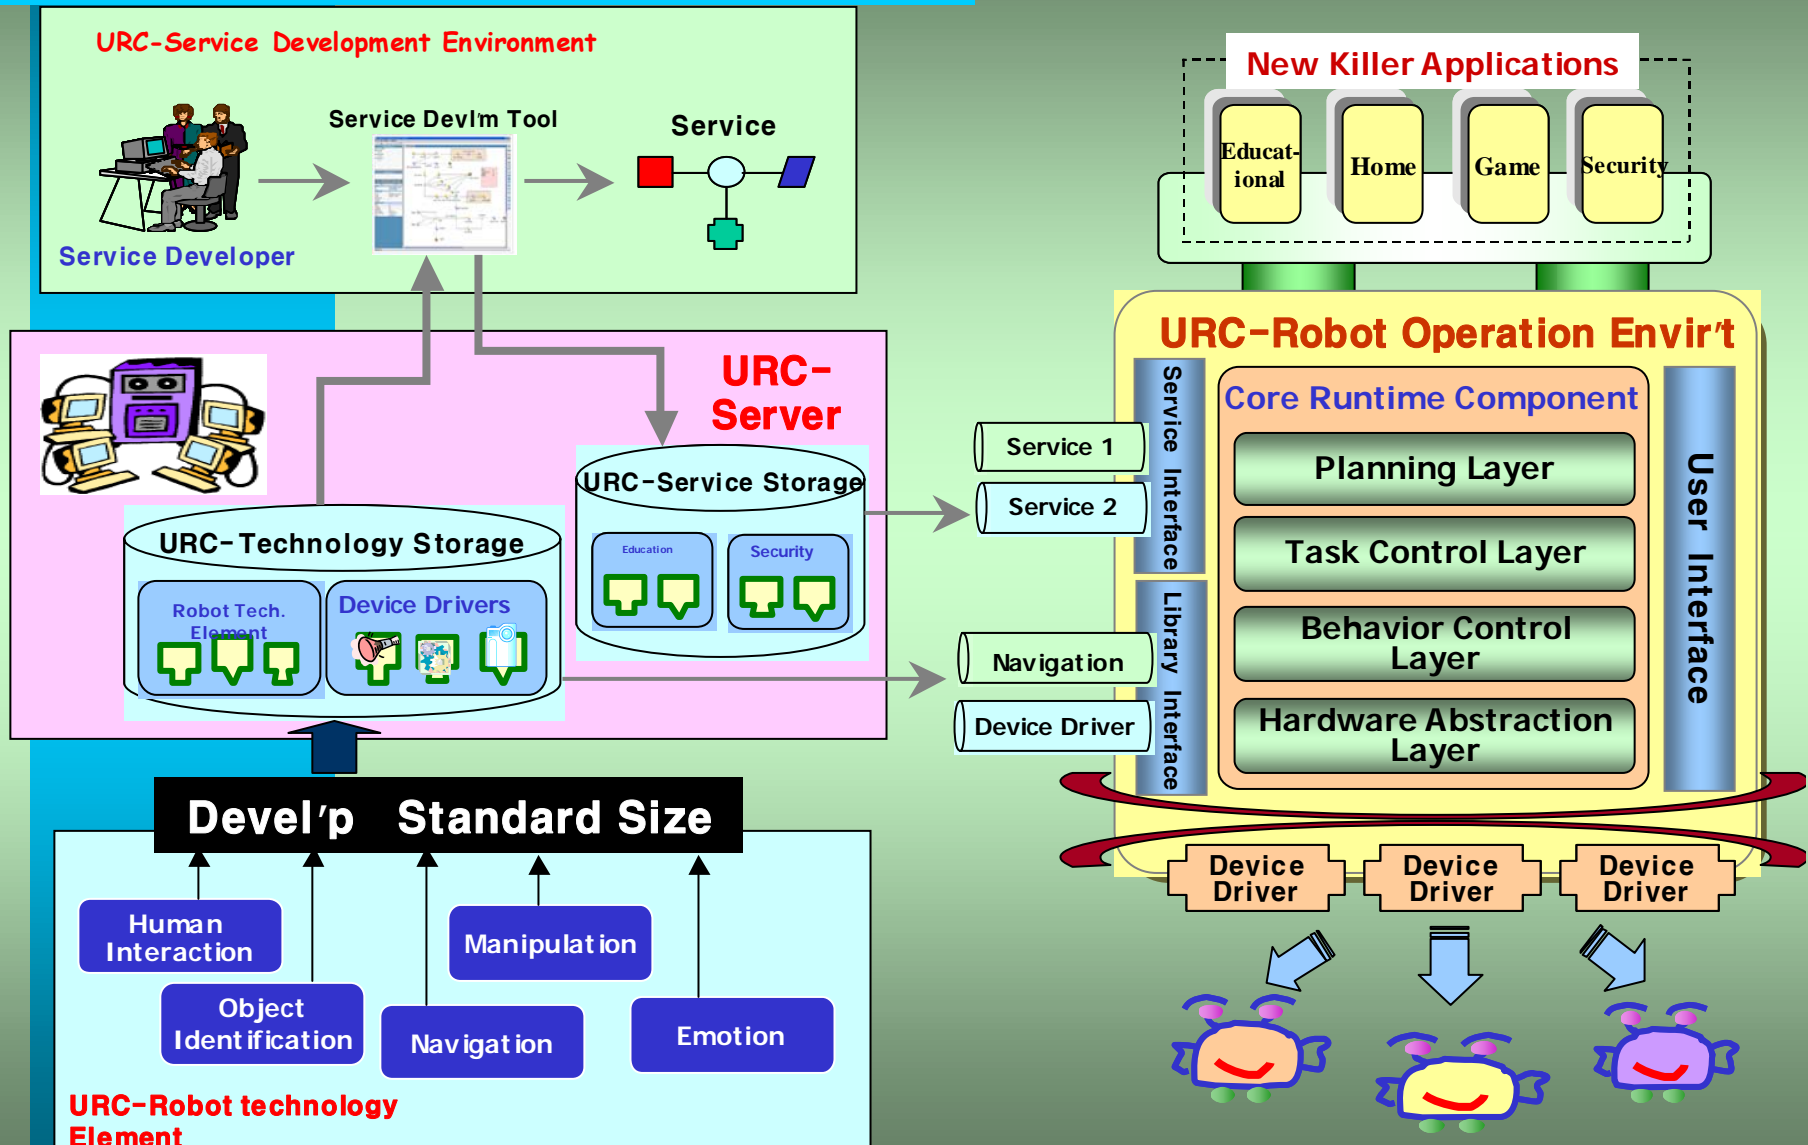 URC-Service Development Environment
Service Devl'm Tool
Service
Service Developer
URC-
Server
URC-Service Storage
Education
Security
URC-Technology Storage
Robot Tech.
Element
Device Drivers
Devel'p Standard Size
Human
Interaction
Object
Identification
Navigation
Manipulation
Emotion
URC-Robot technology
Element
New Killer Applications
Educat-
ional
Home
Game
Security
URC-Robot Operation Envir't
Service 1
Service 2
Navigation
Device Driver
Service Interface
Library Interface
Core Runtime Component
Planning Layer
Task Control Layer
Behavior Control
Layer
Hardware Abstraction
Layer
User Interface
Device
Driver
Device
Driver
Device
Driver